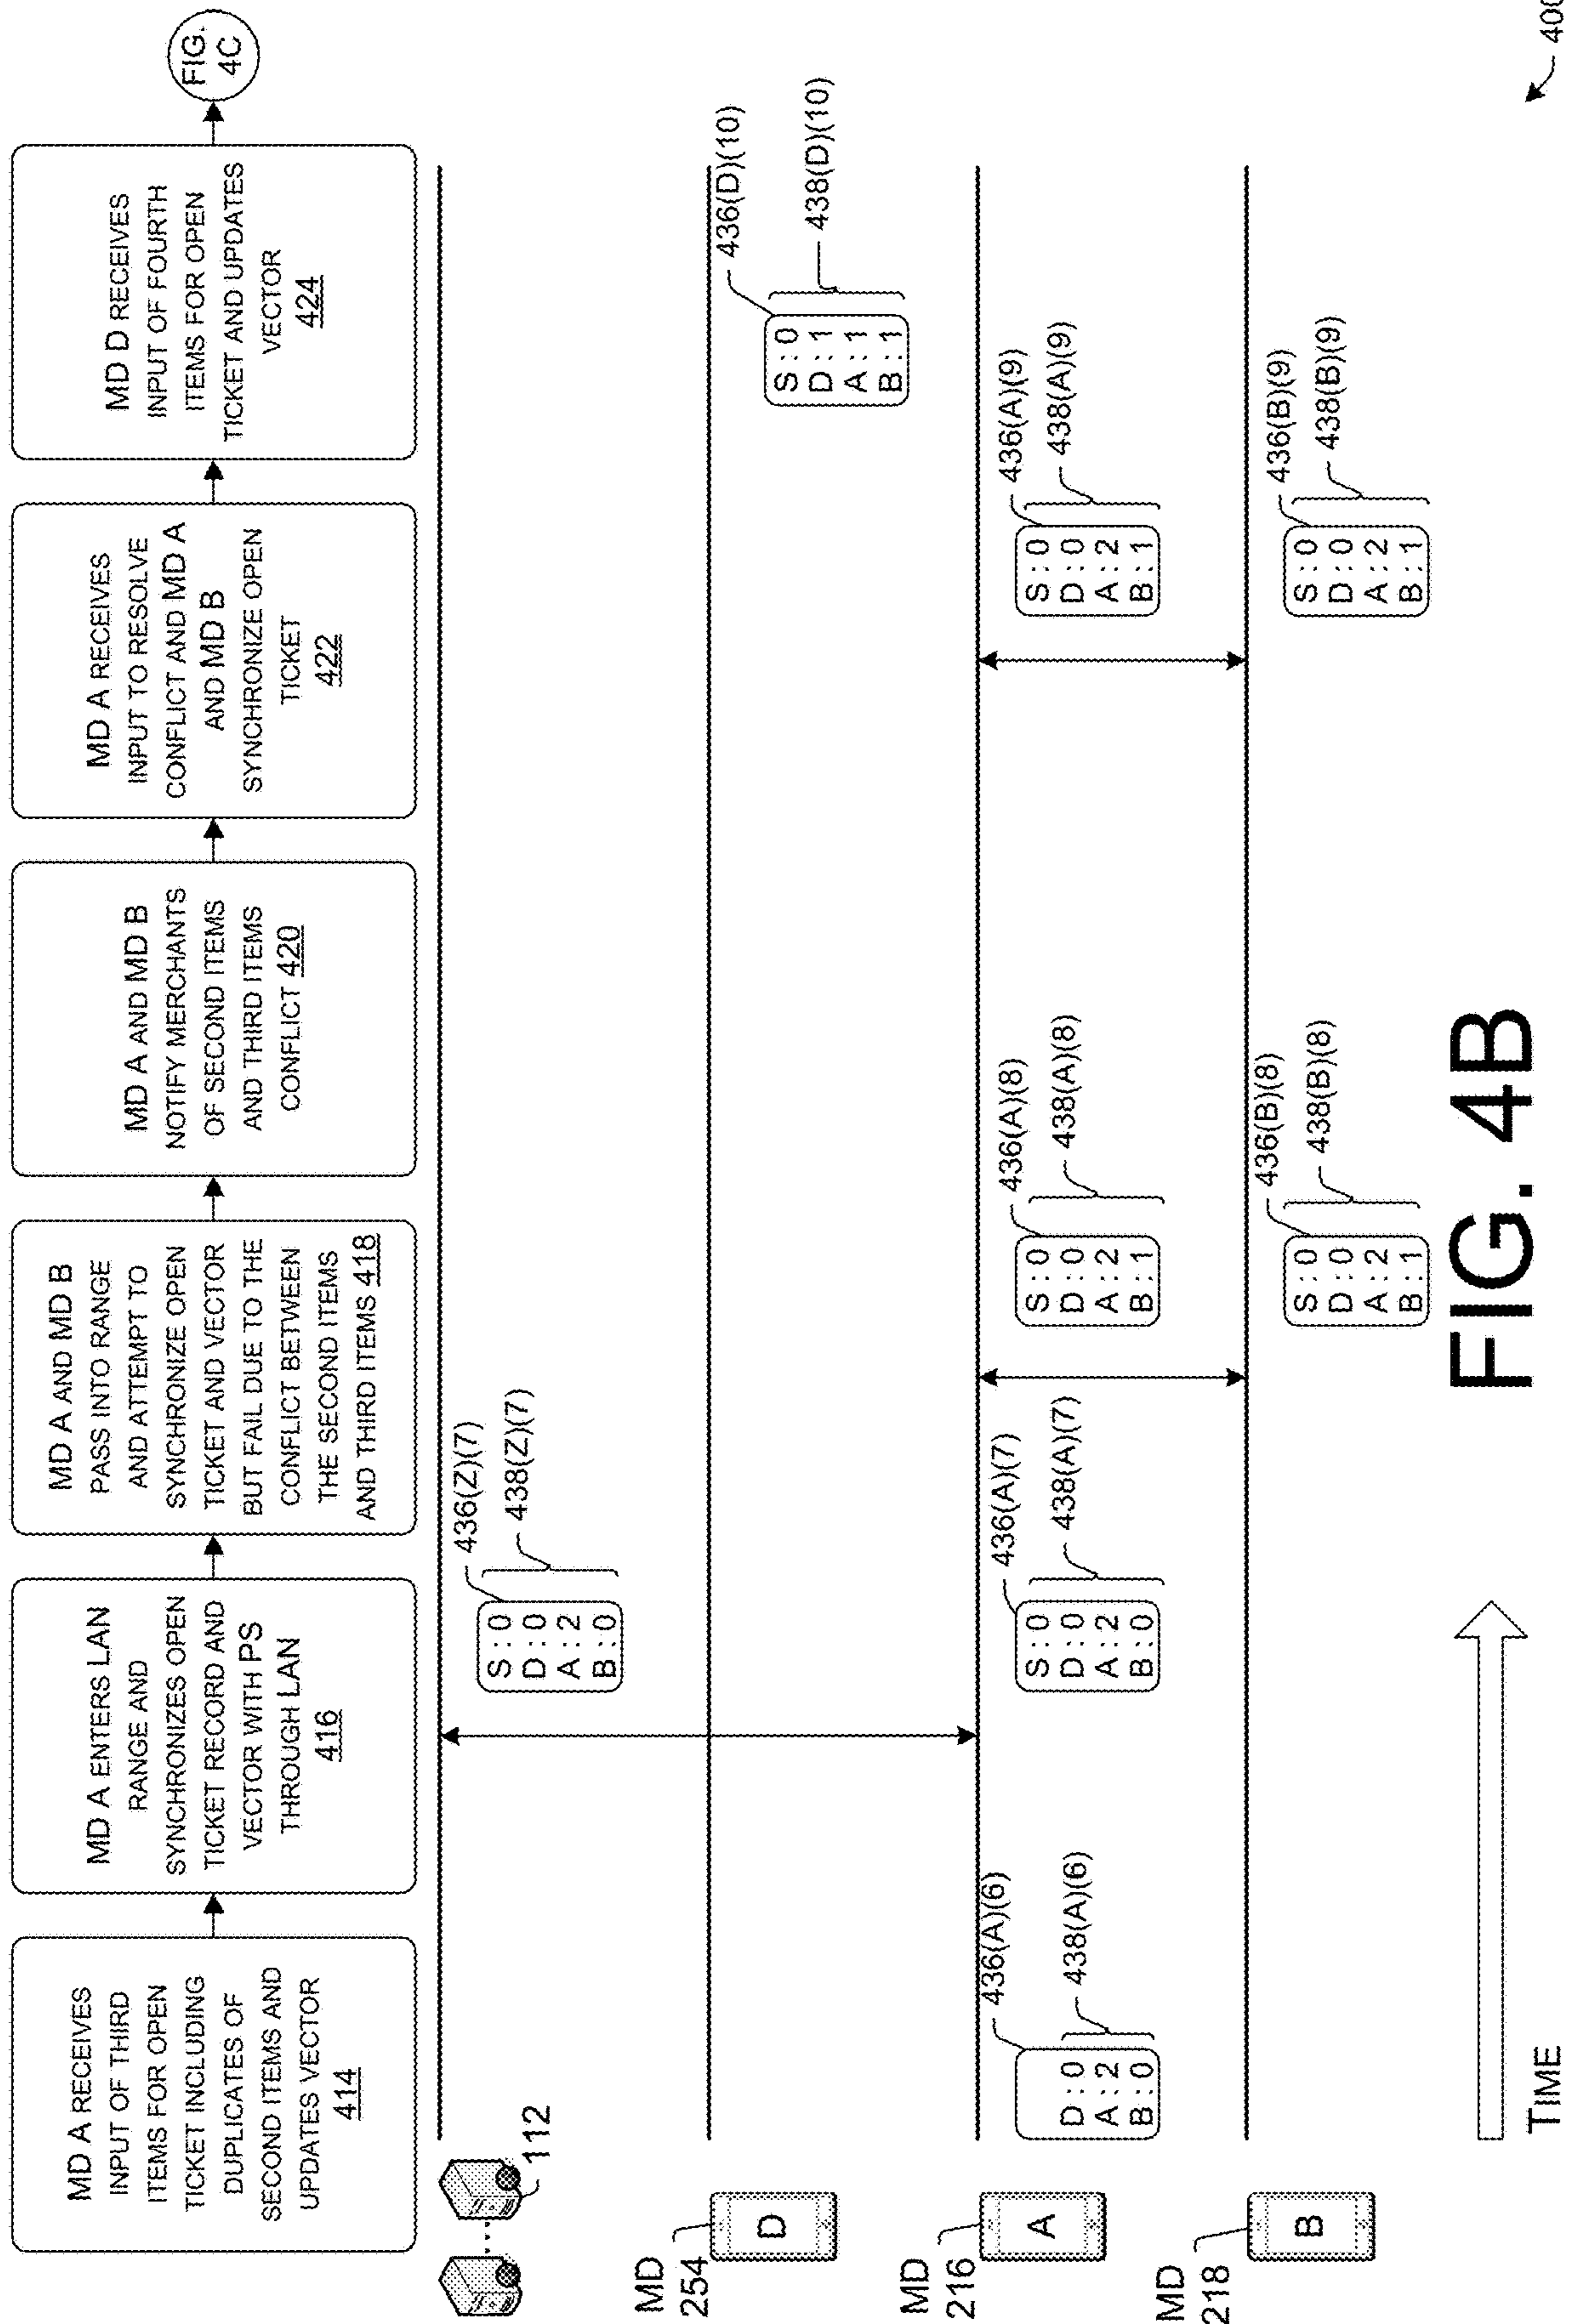 MD A RECEIVES
INPUT OF THIRD
ITEMS FOR OPEN
TICKET INCLUDING
DUPLICATES OF
SECOND ITEMS AND
UPDATES VECTOR
414
MD A ENTERS LAN
RANGE AND
SYNCHRONIZES OPEN
TICKET RECORD AND
VECTOR WITH PS
THROUGH LAN
416
MD A AND MD B
PASS INTO RANGE
AND ATTEMPT TO
SYNCHRONIZE OPEN
TICKET AND VECTOR
BUT FAIL DUE TO THE
CONFLICT BETWEEN
THE SECOND ITEMS
AND THIRD ITEMS 418
MD A AND MD B
NOTIFY MERCHANTS
OF SECOND ITEMS
AND THIRD ITEMS
CONFLICT 420
MD A RECEIVES
INPUT TO RESOLVE
CONFLICT AND MD A
AND MD B
SYNCHRONIZE OPEN
TICKET
422
MD D RECEIVES
INPUT OF FOURTH
ITEMS FOR OPEN
TICKET AND UPDATES
VECTOR
424
FIG.
4C
112
436(Z)(7)
438(Z)(7)
S : 0
D : 0
A : 2
B : 0
MD
254
D
436(D)(10)
438(D)(10)
S : 0
D : 1
A : 1
B : 1
MD
216
A
436(A)(6)
438(A)(6)
D : 0
A : 2
B : 0
436(A)(7)
438(A)(7)
S : 0
D : 0
A : 2
B : 0
436(A)(8)
438(A)(8)
S : 0
D : 0
A : 2
B : 1
436(A)(9)
438(A)(9)
S : 0
D : 0
A : 2
B : 1
MD
218
B
436(B)(8)
438(B)(8)
S : 0
D : 0
A : 2
B : 1
436(B)(9)
438(B)(9)
S : 0
D : 0
A : 2
B : 1
TIME
FIG. 4B
400